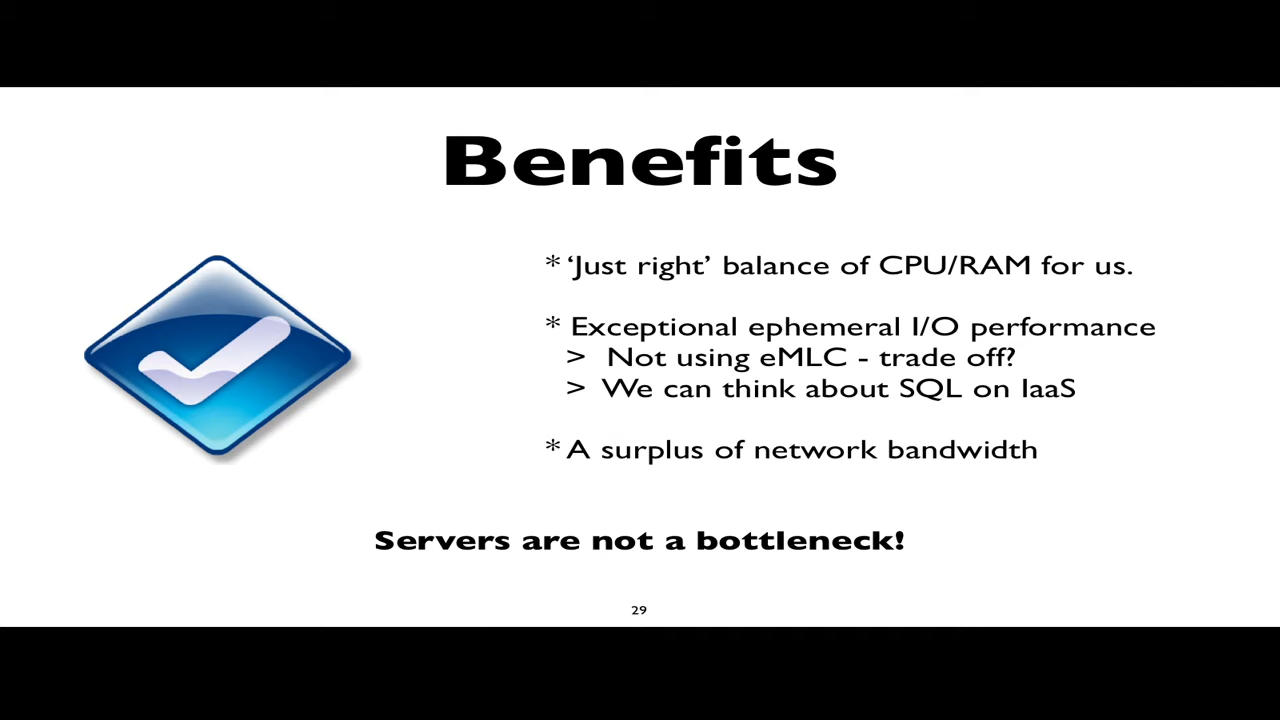 Benefits
* ‘Just right’ balance of CPU/RAM for us.
* Exceptional ephemeral I/O performance
> Not using eMLC - trade off?
> We can think about SQL on IaaS
* A surplus of network bandwidth
Servers are not a bottleneck!
29